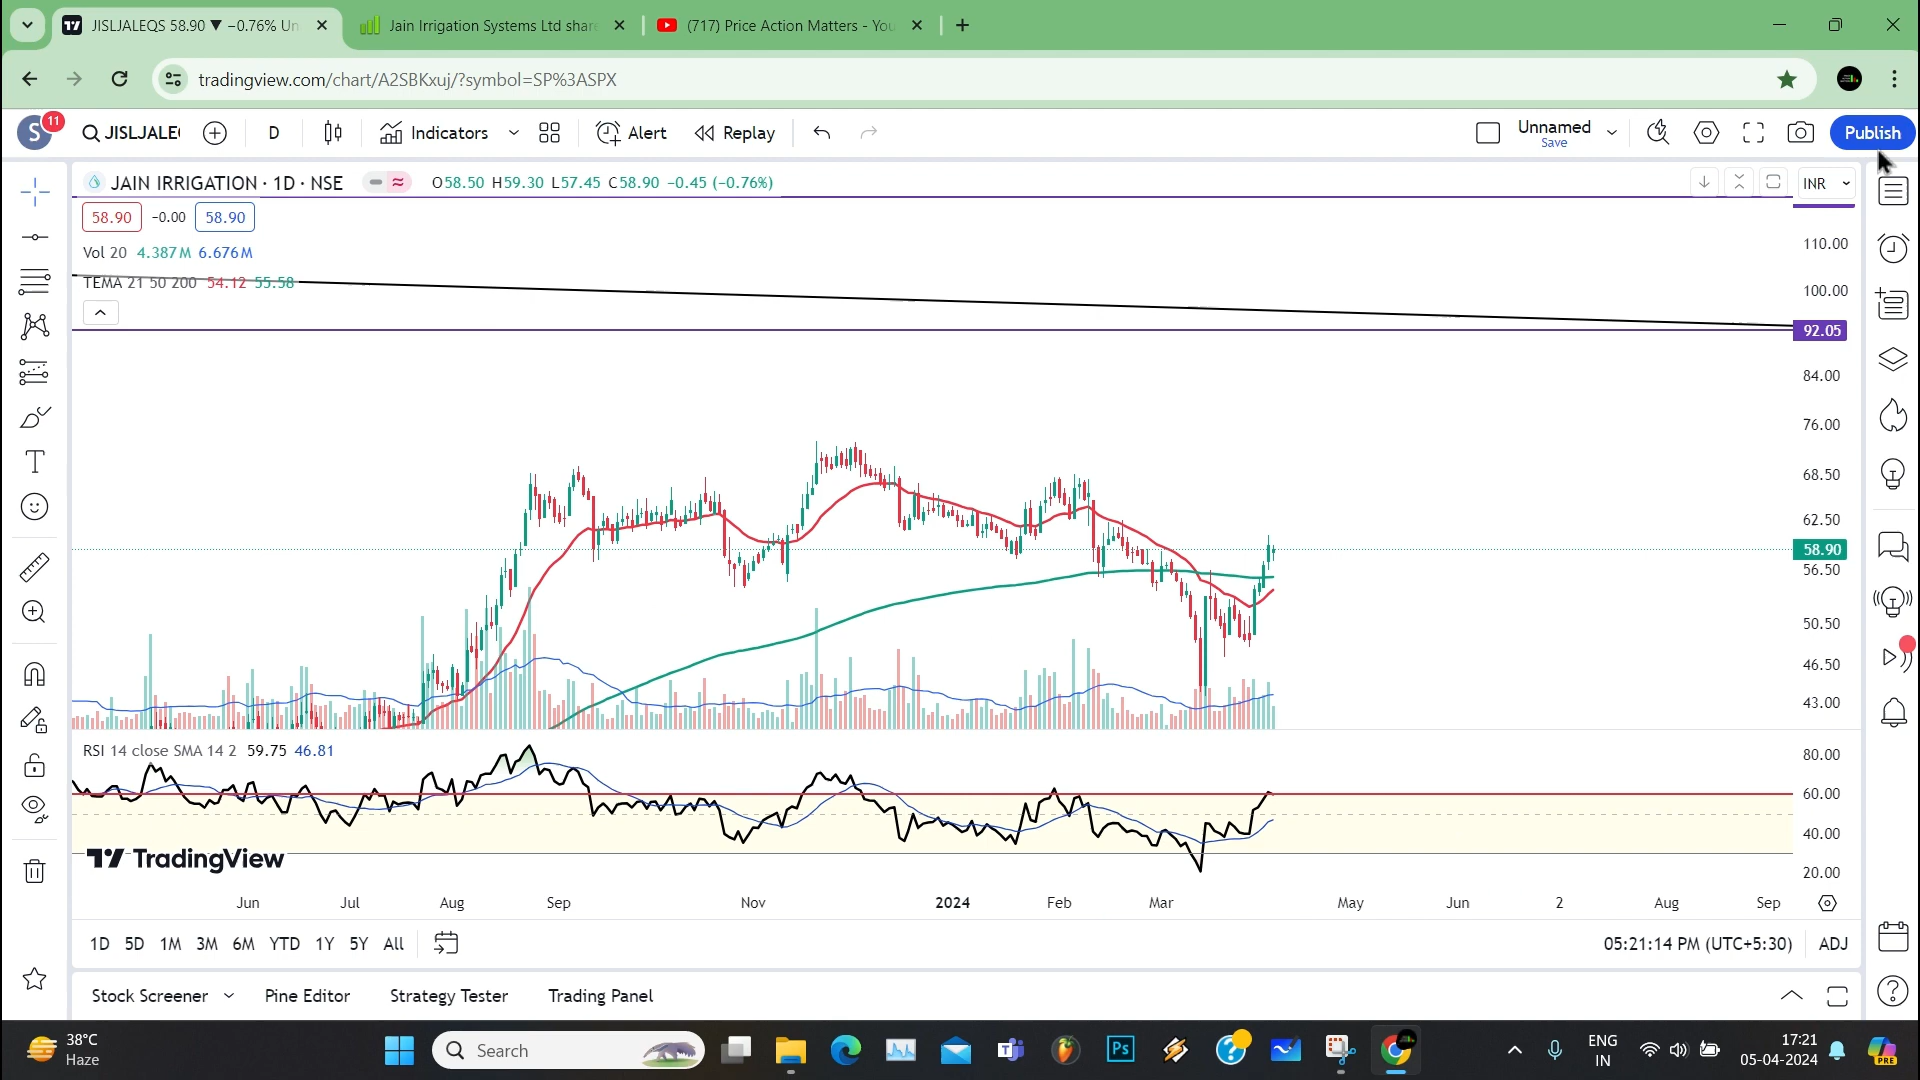 JISLJALEQS 58.90 ▼ −0.76% Un
Jain Irrigation Systems Ltd share
(717) Price Action Matters - You
tradingview.com/chart/A2SBKxuj/?symbol=SP%3ASPX
S
11
JISLJALE
D
Indicators
Alert
Replay
Unnamed
Save
Publish
JAIN IRRIGATION · 1D · NSE
O58.50 H59.30 L57.45 C58.90 −0.45 (−0.76%)
INR
58.90
-0.00
58.90
Vol 20 4.387M 6.676M
TEMA 21 50 200 54.12 55.58
110.00
100.00
92.05
84.00
76.00
68.50
62.50
58.90
56.50
50.50
46.50
43.00
RSI 14 close SMA 14 2 59.75 46.81
80.00
60.00
40.00
20.00
TradingView
Jun
Jul
Aug
Sep
Nov
2024
Feb
Mar
May
Jun
2
Aug
Sep
1D 5D 1M 3M 6M YTD 1Y 5Y All
05:21:14 PM (UTC+5:30)
ADJ
Stock Screener
Pine Editor
Strategy Tester
Trading Panel
38°C
Haze
Search
Ps
ENG
IN
17:21
05-04-2024
PRE